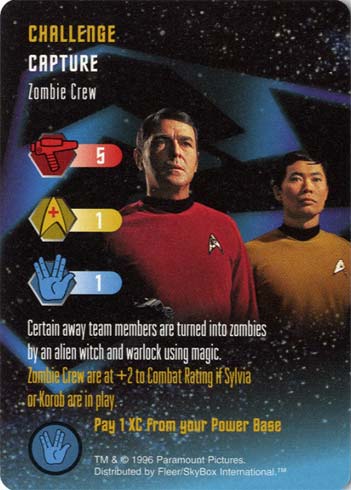 CHALLENGE
CAPTURE
Zombie Crew
5
1
1
Certain away team members are turned into zombies
by an alien witch and warlock using magic.
Zombie Crew are at +2 to Combat Rating if Sylvia
or Korob are in play.
Pay 1 XC from your Power Base
TM & © 1996 Paramount Pictures.
Distributed by Fleer/SkyBox International.™